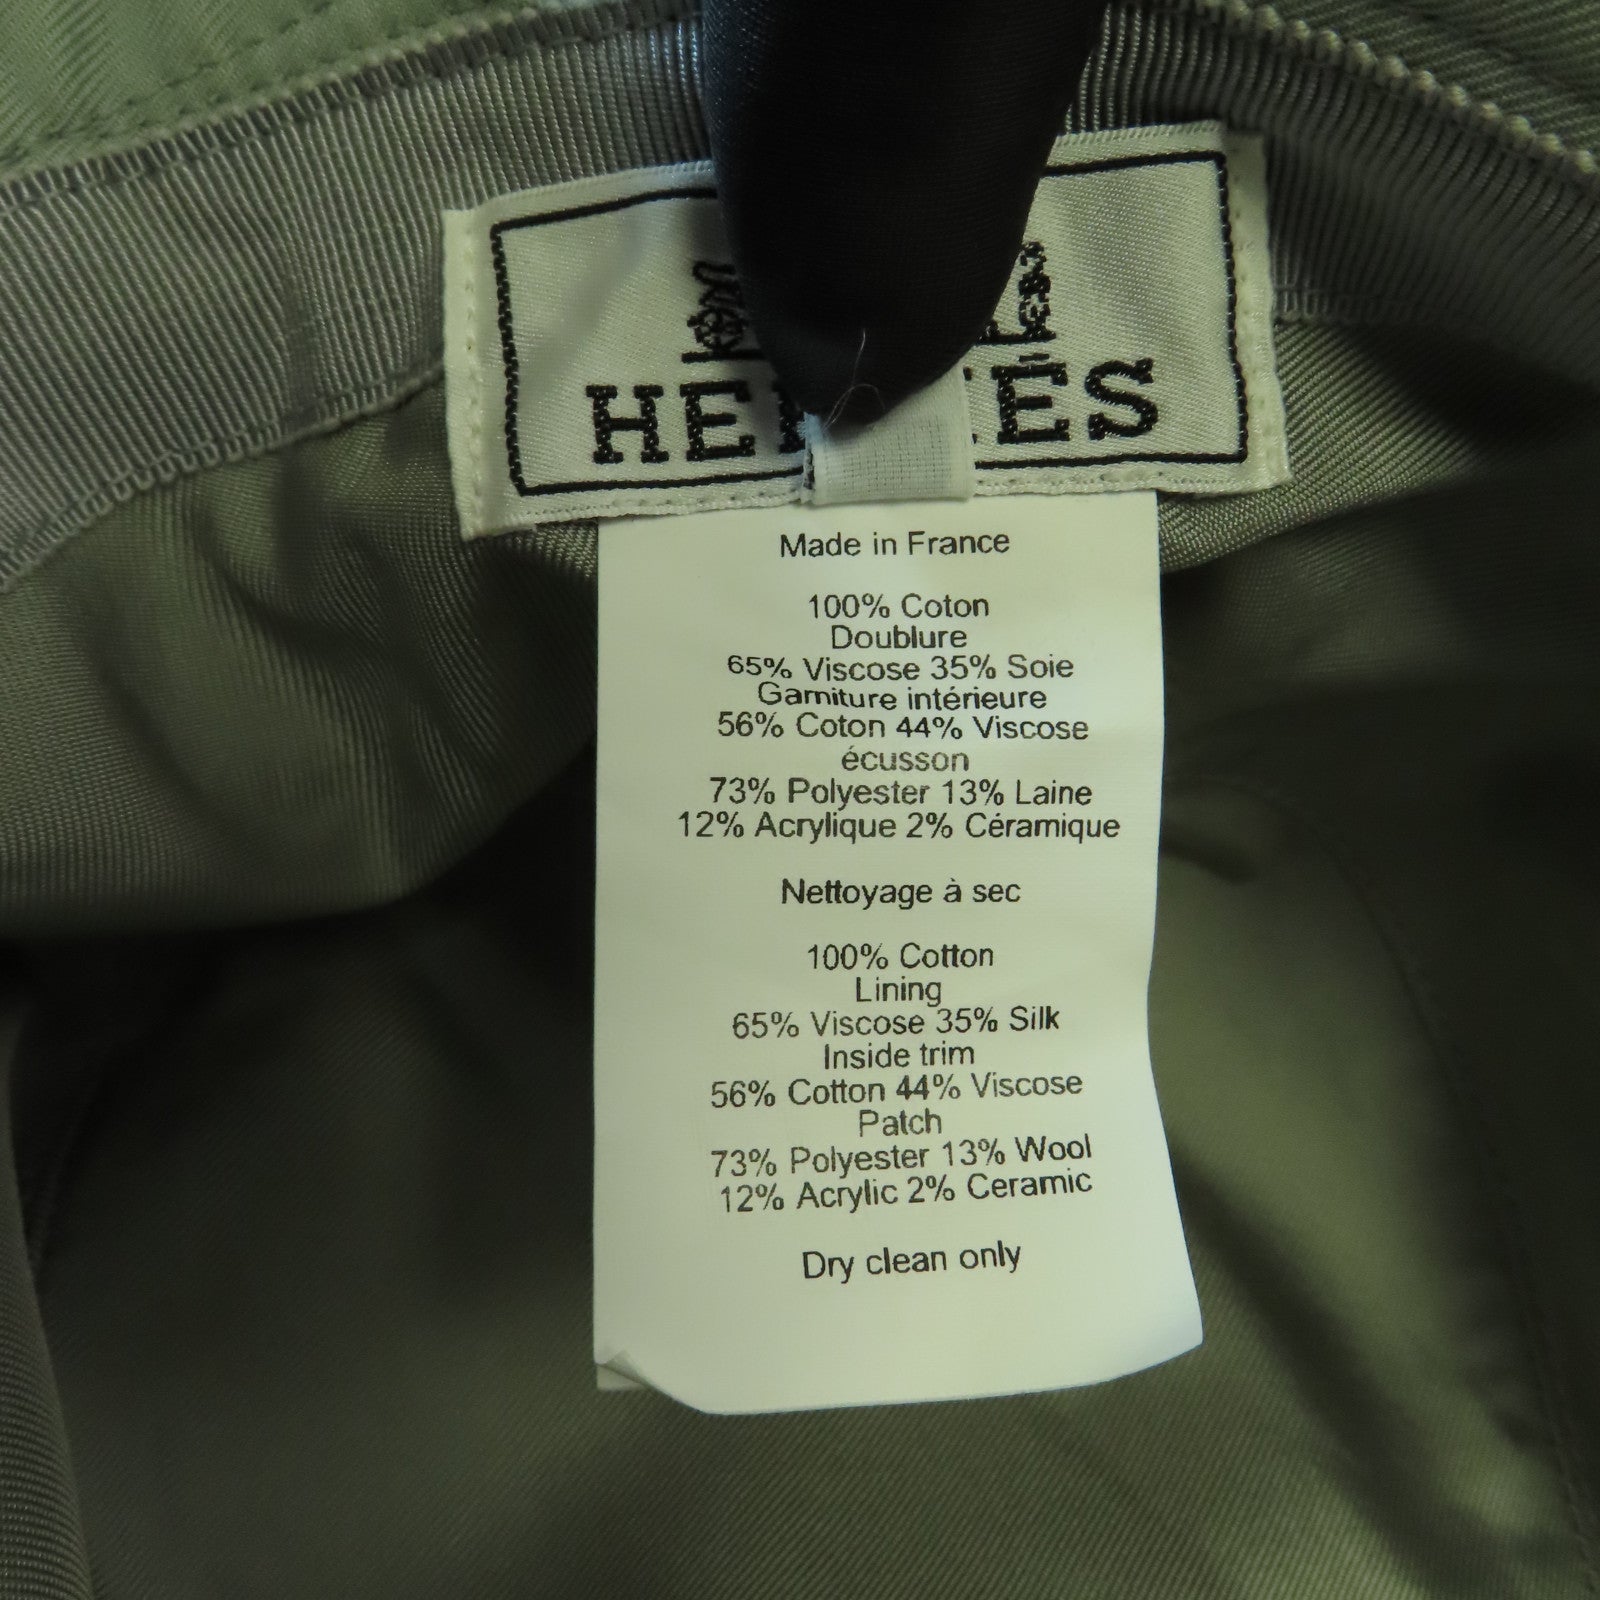 HERMES
Made in France
100% Coton
Doublure
65% Viscose 35% Soie
Garniture intérieure
56% Coton 44% Viscose
écusson
73% Polyester 13% Laine
12% Acrylique 2% Céramique
Nettoyage à sec
100% Cotton
Lining
65% Viscose 35% Silk
Inside trim
56% Cotton 44% Viscose
Patch
73% Polyester 13% Wool
12% Acrylic 2% Ceramic
Dry clean only